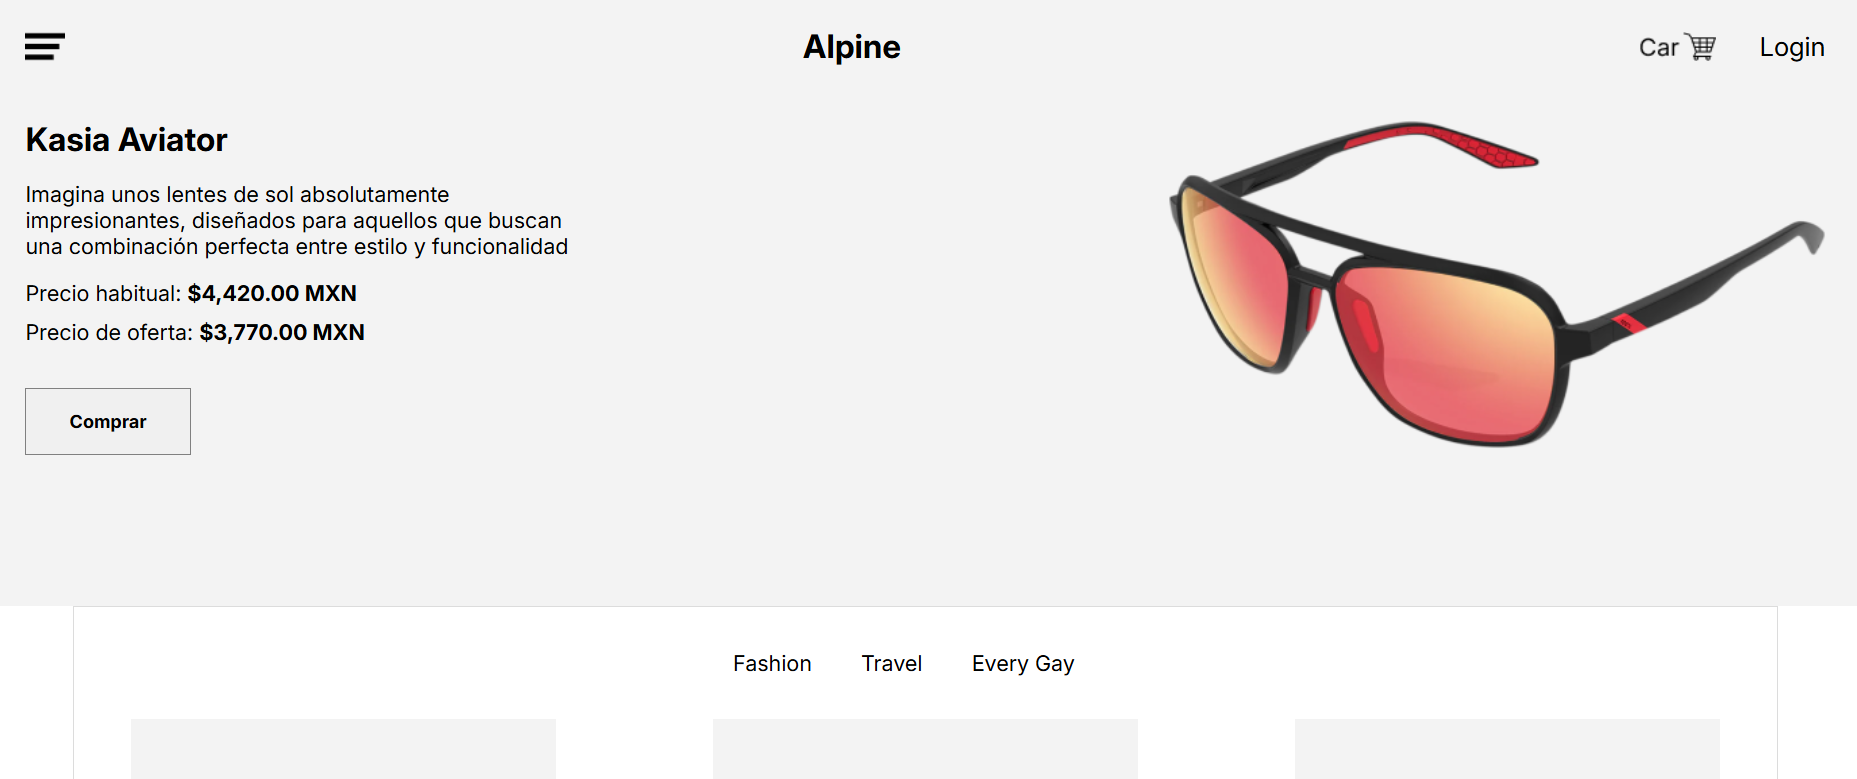 Alpine
Car
Login
Kasia Aviator
Imagina unos lentes de sol absolutamente
impresionantes, diseñados para aquellos que buscan
una combinación perfecta entre estilo y funcionalidad
Precio habitual: $4,420.00 MXN
Precio de oferta: $3,770.00 MXN
Comprar
Fashion
Travel
Every Gay